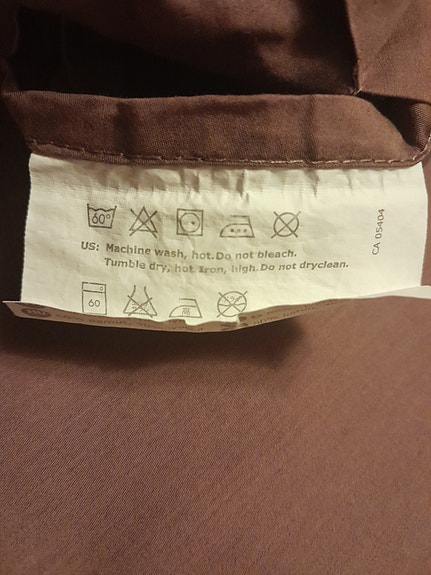 60°
US: Machine wash, hot.Do not bleach.
Tumble dry, hot. Iron, high.Do not dryclean.
CA 05404
60